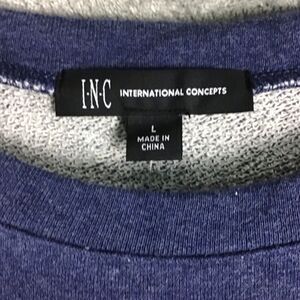 I·N·C INTERNATIONAL CONCEPTS
L
MADE IN
CHINA